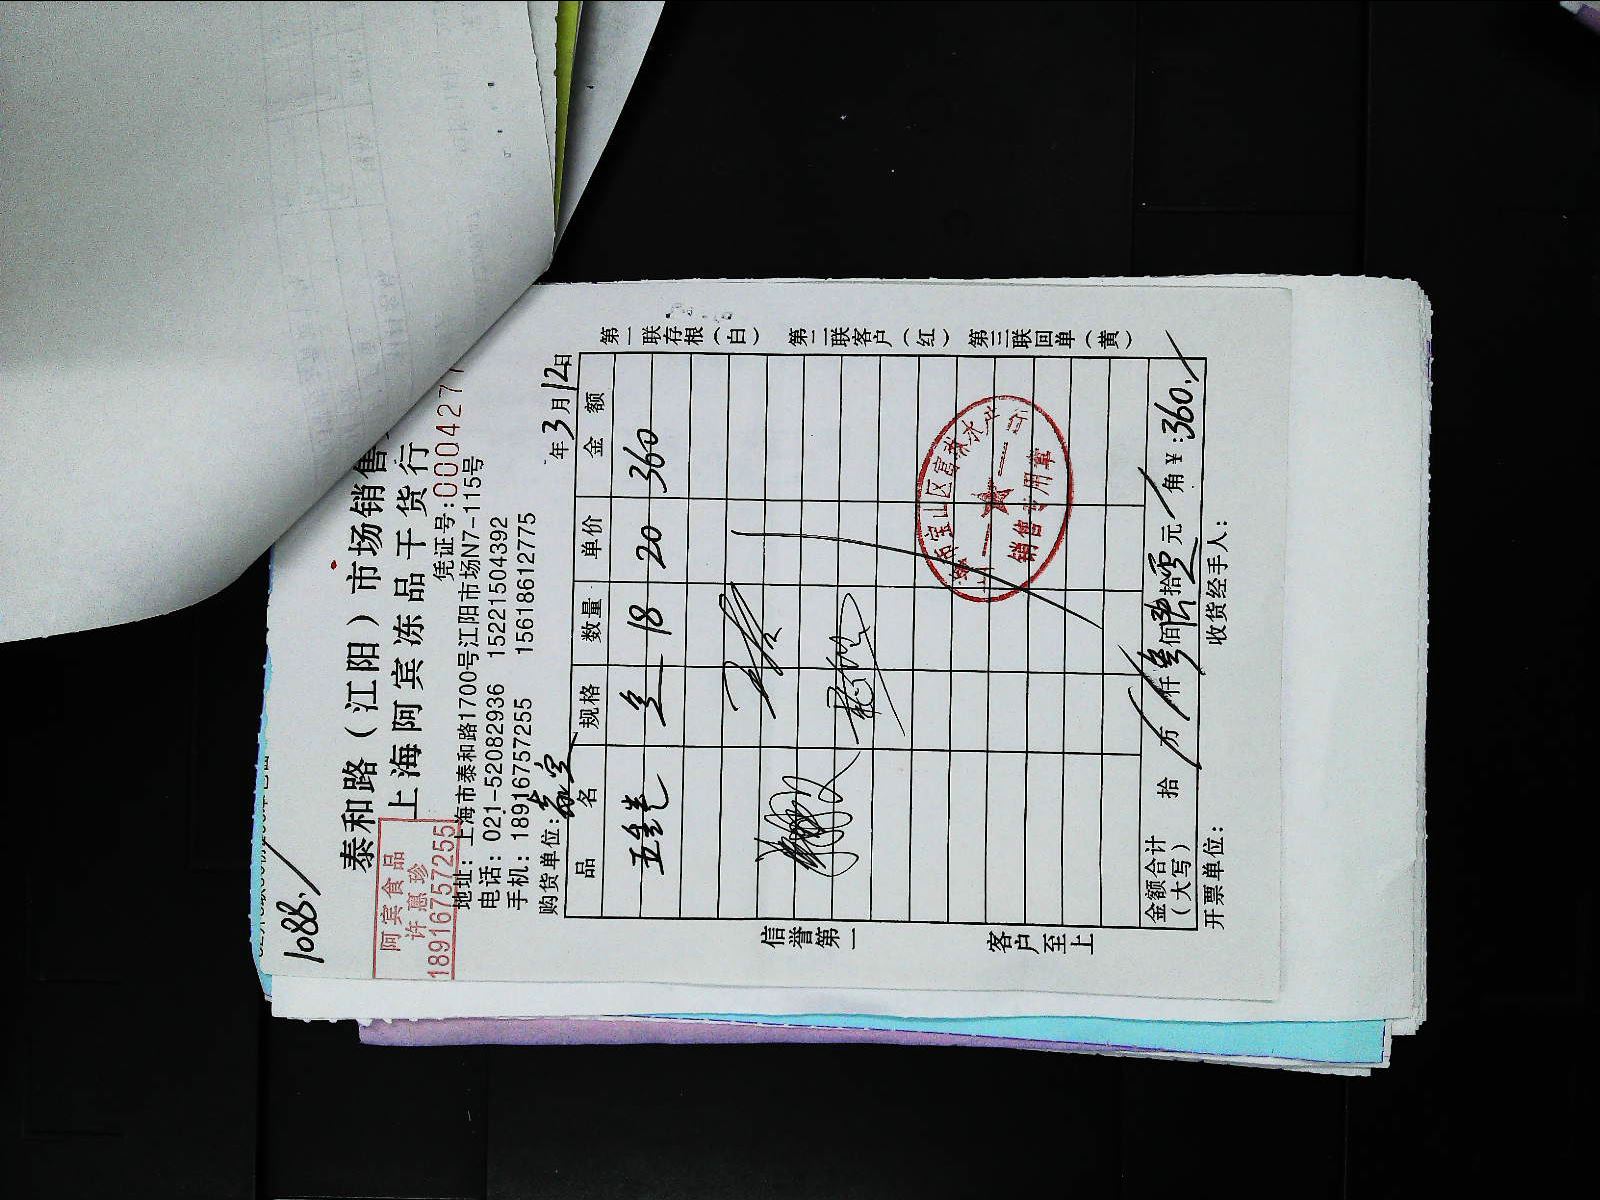 1088./
泰和路（江阳）市场销售
上海阿宾冻品干货行
阿宾食品
许惠珍
18916757255
凭证号:0004277
地址：上海市泰和路1700号江阳市场N7-115号
电话：021-52082936 15221504392
手机：18916757255 15618612775
购货单位：
年3月12日
品名 规格 数量 单价 金额
18 20 360
信誉第一
客户至上
第一联存根（白）
第二联客户（红）
第三联回单（黄）
宝山区
销售专用章
金额合计（大写） 拾 万 仟 叁佰 陆拾 元 角 ￥:360./
开票单位： 收货经手人：